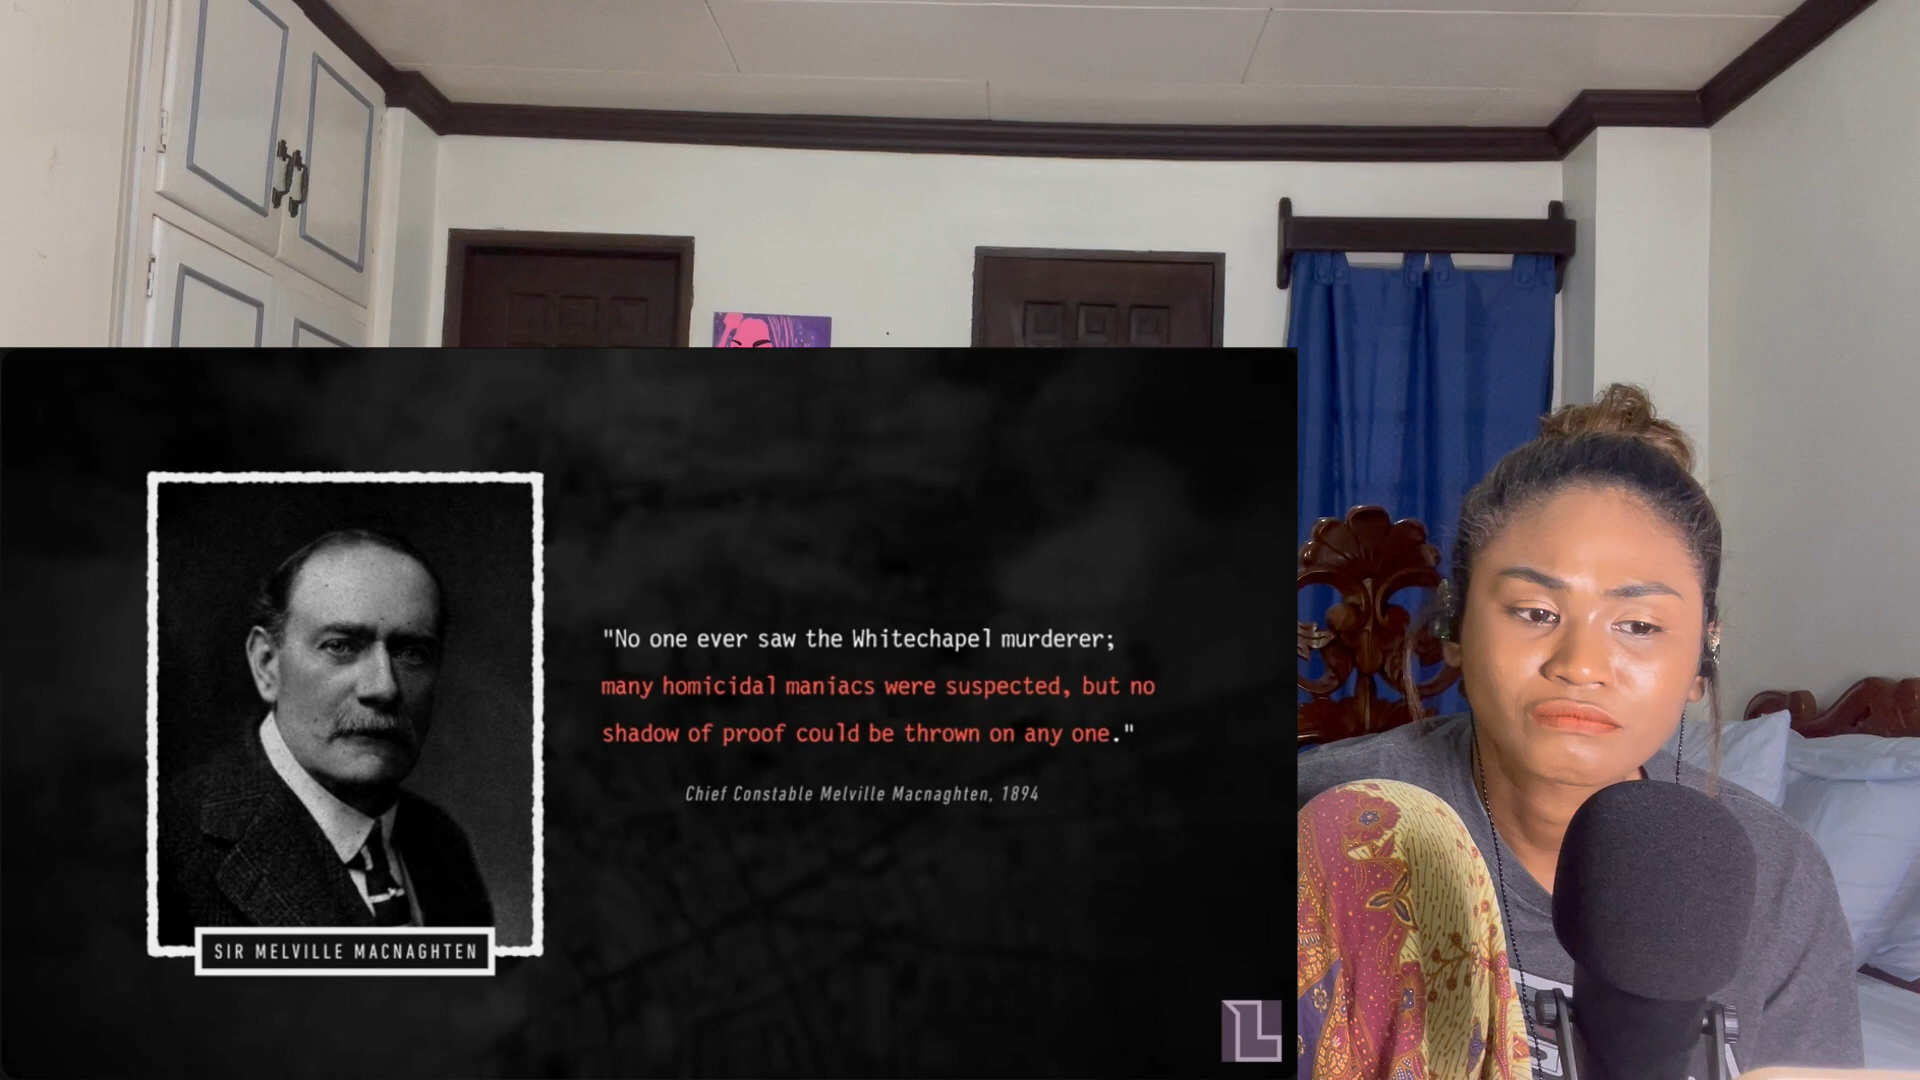 "No one ever saw the Whitechapel murderer;
many homicidal maniacs were suspected, but no
shadow of proof could be thrown on any one."
Chief Constable Melville Macnaghten, 1894
SIR MELVILLE MACNAGHTEN